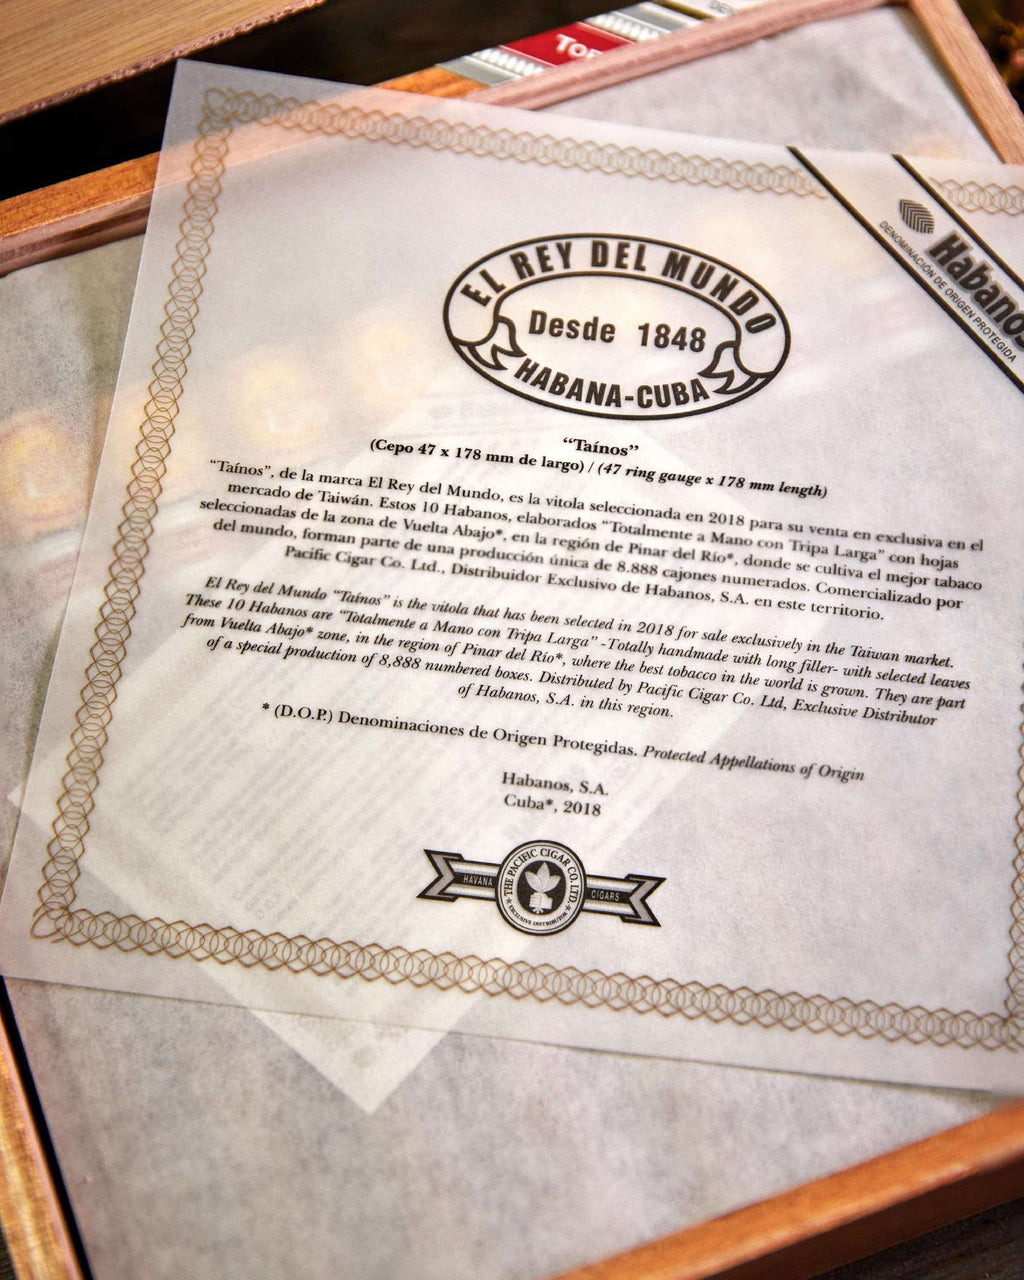 EL REY DEL MUNDO
Desde 1848
HABANA-CUBA
Habanos
DENOMINACIÓN DE ORIGEN PROTEGIDA
“Taínos”
(Cepo 47 x 178 mm de largo) / (47 ring gauge x 178 mm length)
“Taínos”, de la marca El Rey del Mundo, es la vitola seleccionada en 2018 para su venta en exclusiva en el
mercado de Taiwán. Estos 10 Habanos, elaborados “Totalmente a Mano con Tripa Larga” con hojas
seleccionadas de la zona de Vuelta Abajo*, en la región de Pinar del Río*, donde se cultiva el mejor tabaco
del mundo, forman parte de una producción única de 8.888 cajones numerados. Comercializado por
Pacific Cigar Co. Ltd., Distribuidor Exclusivo de Habanos, S.A. en este territorio.
El Rey del Mundo “Taínos” is the vitola that has been selected in 2018 for sale exclusively in the Taiwan market.
These 10 Habanos are “Totalmente a Mano con Tripa Larga” -Totally handmade with long filler- with selected leaves
from Vuelta Abajo* zone, in the region of Pinar del Río*, where the best tobacco in the world is grown. They are part
of a special production of 8,888 numbered boxes. Distributed by Pacific Cigar Co. Ltd, Exclusive Distributor
of Habanos, S.A. in this region.
* (D.O.P.) Denominaciones de Origen Protegidas. Protected Appellations of Origin
Habanos, S.A.
Cuba*, 2018
THE PACIFIC CIGAR CO. LTD.
HAVANA
CIGARS
EXCLUSIVE DISTRIBUTOR